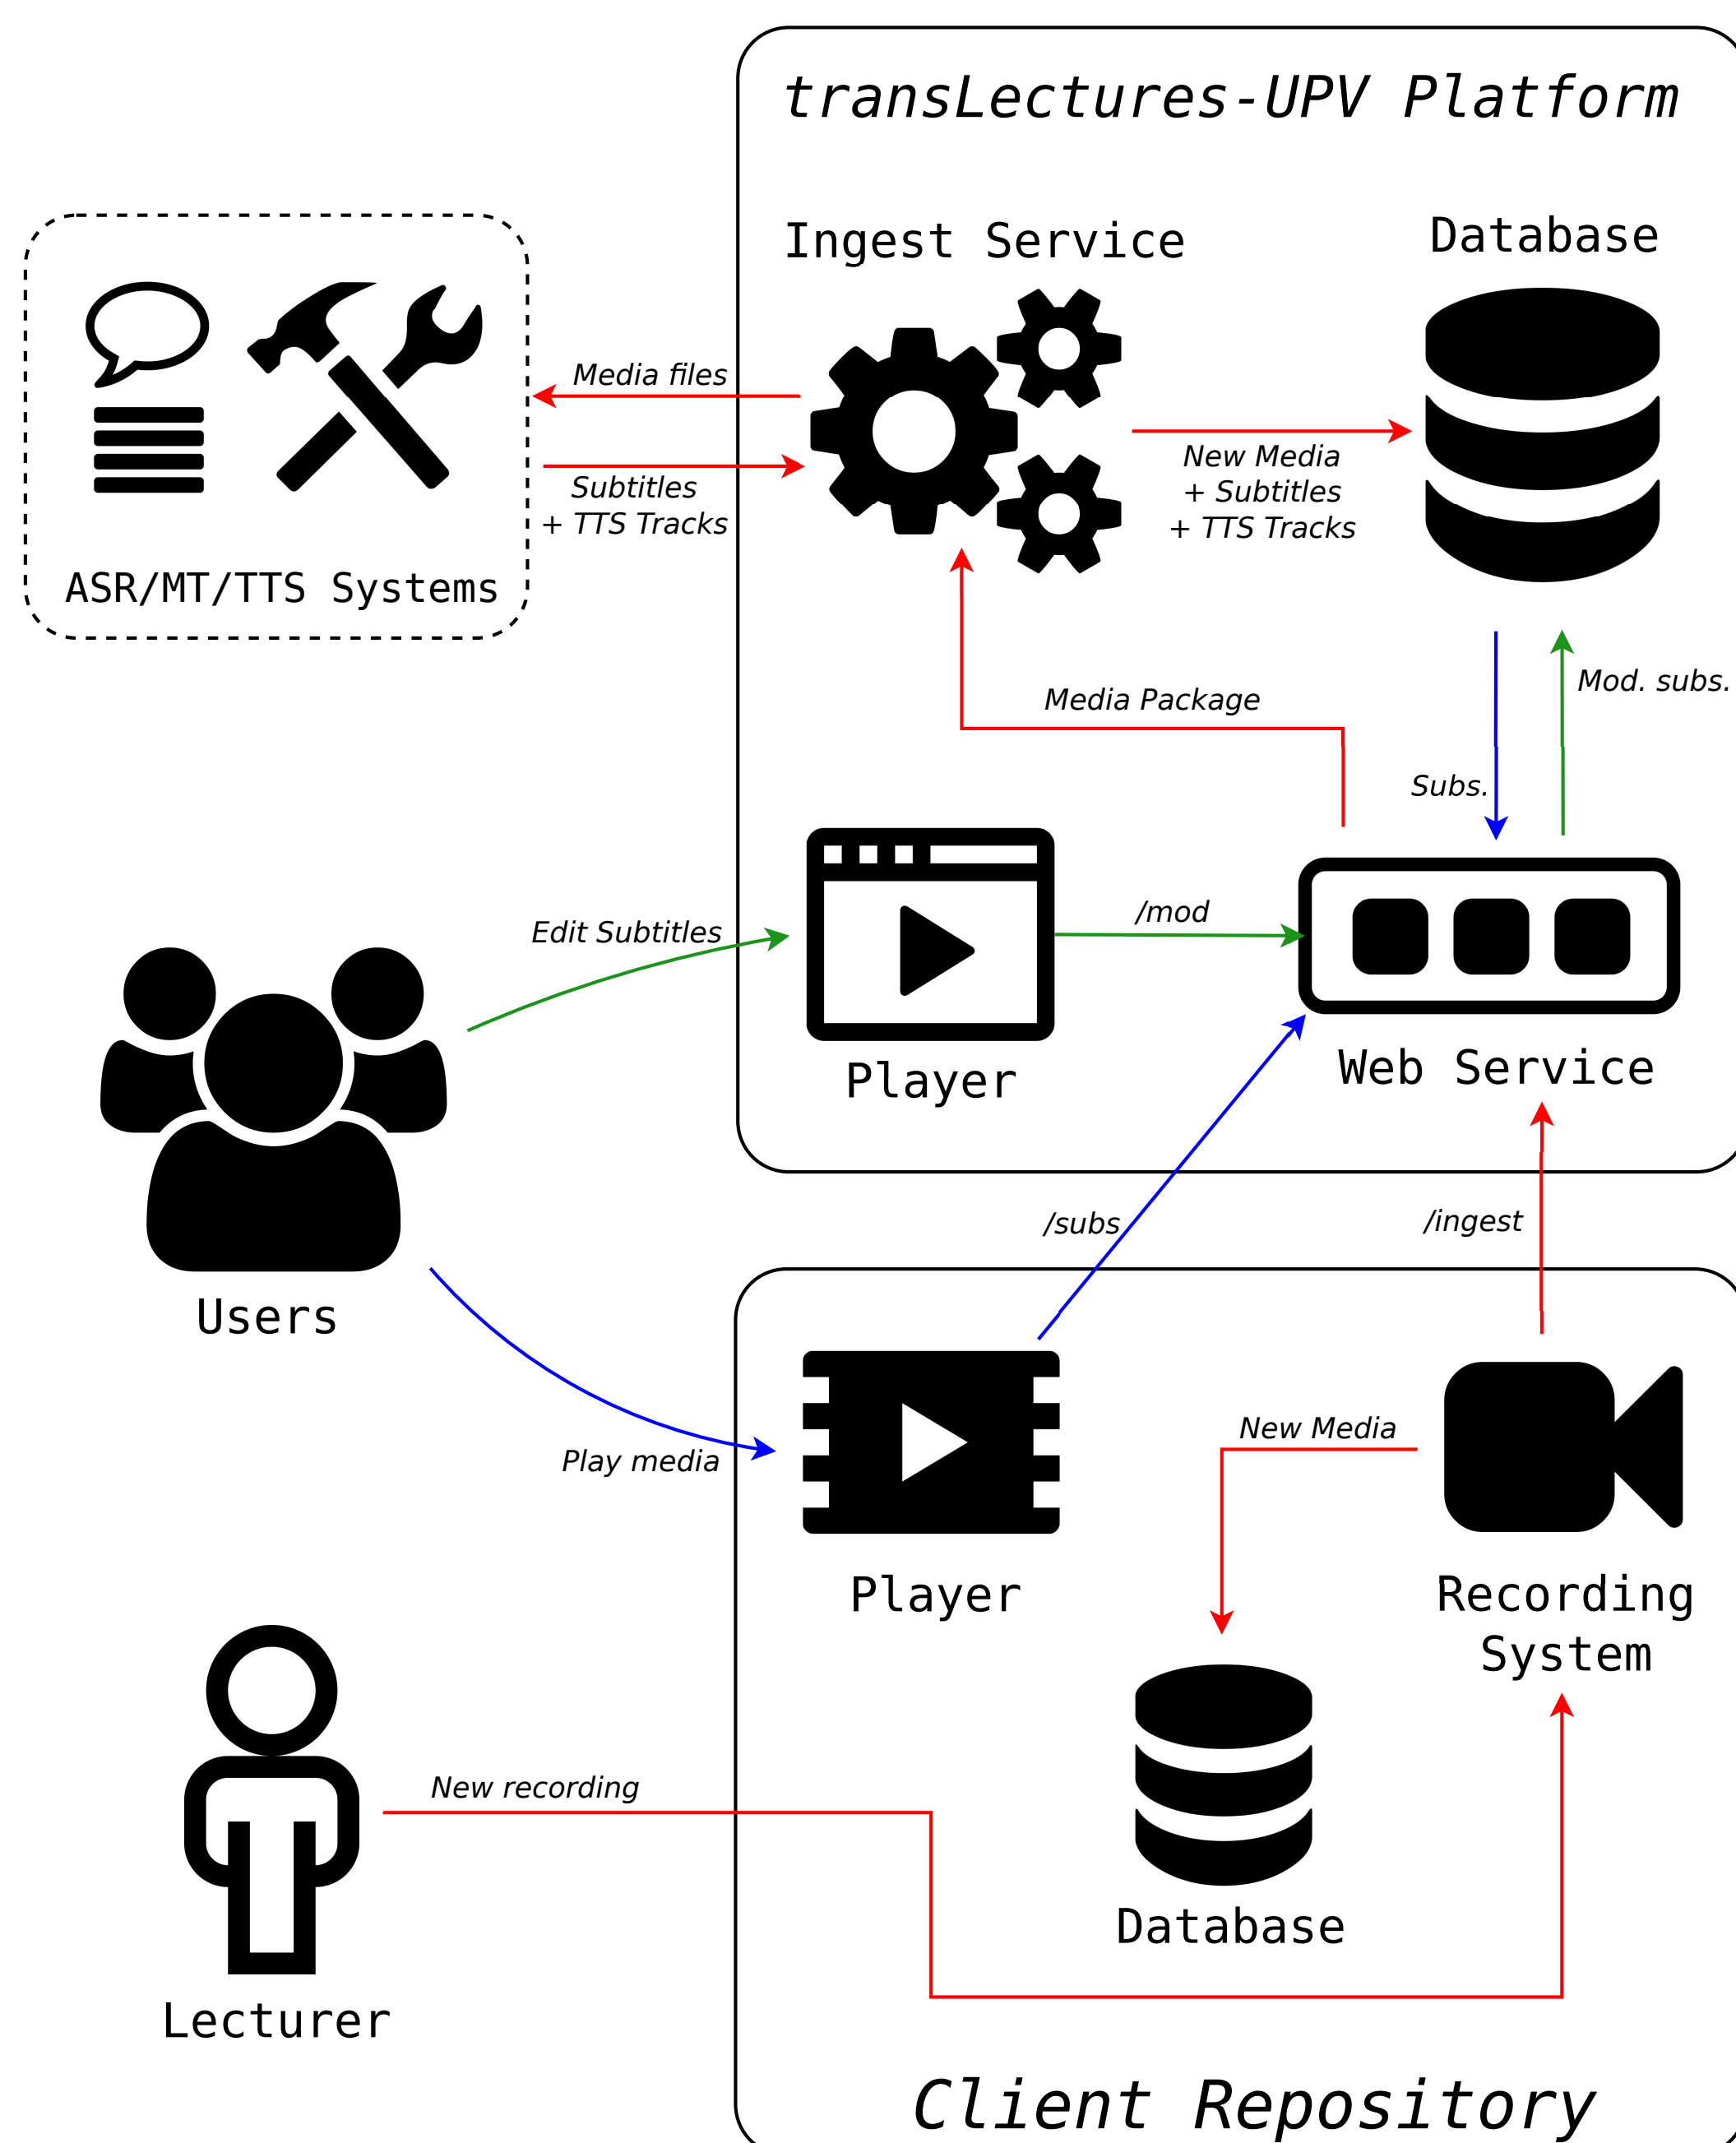 transLectures-UPV Platform
Ingest Service
Database
Media files
Subtitles
+ TTS Tracks
New Media
+ Subtitles
+ TTS Tracks
ASR/MT/TTS Systems
Media Package
Mod. subs.
Subs.
Edit Subtitles
/mod
Player
Web Service
/subs
/ingest
Users
Play media
New Media
Player
Recording
System
New recording
Database
Lecturer
Client Repository